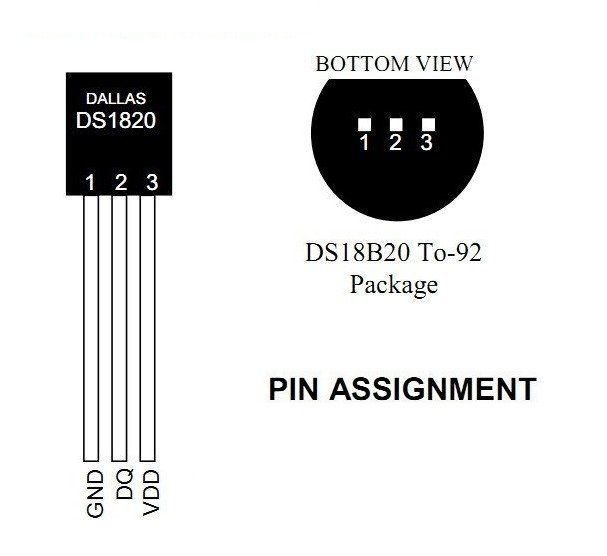 DALLAS
DS1820
1 2 3
GND
DQ
VDD
BOTTOM VIEW
1 2 3
DS18B20 To-92
Package
PIN ASSIGNMENT